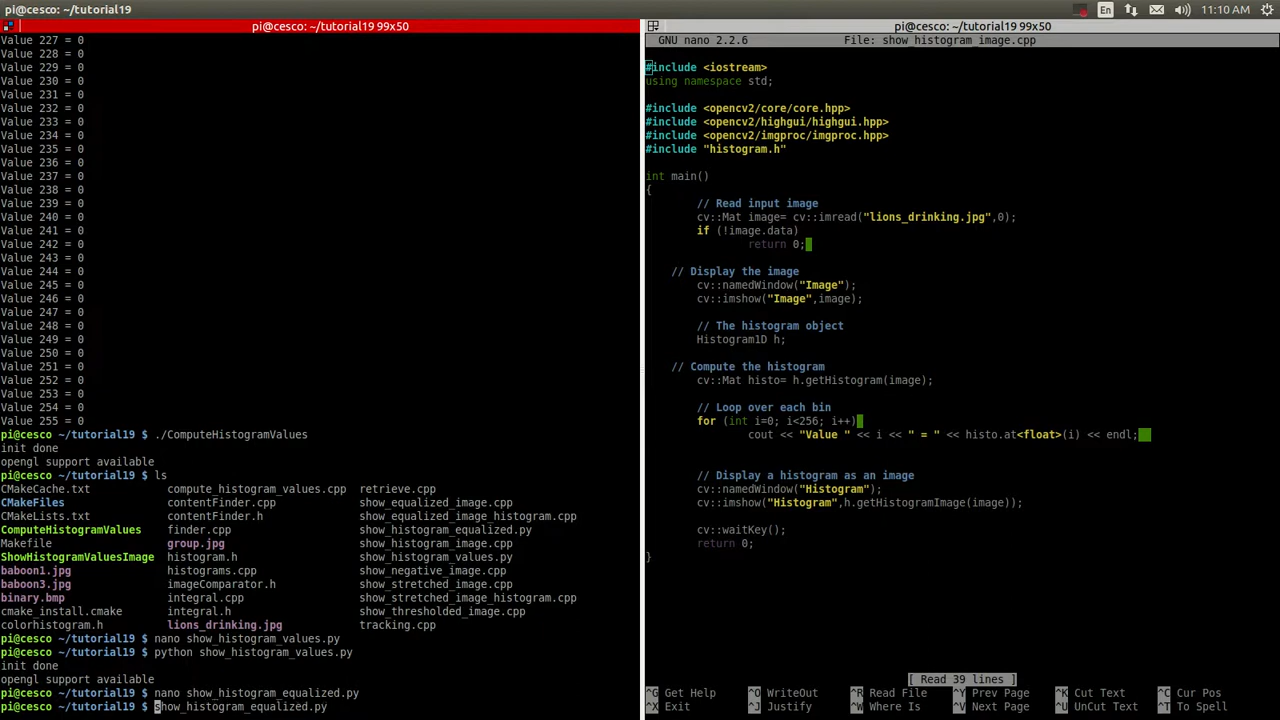 pi@cesco: ~/tutorial19
En
11:10 AM
pi@cesco: ~/tutorial19 99x50
Value 227 = 0
Value 228 = 0
Value 229 = 0
Value 230 = 0
Value 231 = 0
Value 232 = 0
Value 233 = 0
Value 234 = 0
Value 235 = 0
Value 236 = 0
Value 237 = 0
Value 238 = 0
Value 239 = 0
Value 240 = 0
Value 241 = 0
Value 242 = 0
Value 243 = 0
Value 244 = 0
Value 245 = 0
Value 246 = 0
Value 247 = 0
Value 248 = 0
Value 249 = 0
Value 250 = 0
Value 251 = 0
Value 252 = 0
Value 253 = 0
Value 254 = 0
Value 255 = 0
pi@cesco ~/tutorial19 $ ./ComputeHistogramValues
init done
opengl support available
pi@cesco ~/tutorial19 $ ls
CMakeCache.txt compute_histogram_values.cpp retrieve.cpp
CMakeFiles contentFinder.cpp show_equalized_image.cpp
CMakeLists.txt contentFinder.h show_equalized_image_histogram.cpp
ComputeHistogramValues finder.cpp show_histogram_equalized.py
Makefile group.jpg show_histogram_image.cpp
ShowHistogramValuesImage histogram.h show_histogram_values.py
baboon1.jpg histograms.cpp show_negative_image.cpp
baboon3.jpg imageComparator.h show_stretched_image.cpp
binary.bmp integral.cpp show_stretched_image_histogram.cpp
cmake_install.cmake integral.h show_thresholded_image.cpp
colorhistogram.h lions_drinking.jpg tracking.cpp
pi@cesco ~/tutorial19 $ nano show_histogram_values.py
pi@cesco ~/tutorial19 $ python show_histogram_values.py
init done
opengl support available
pi@cesco ~/tutorial19 $ nano show_histogram_equalized.py
pi@cesco ~/tutorial19 $ show_histogram_equalized.py
pi@cesco: ~/tutorial19 99x50
GNU nano 2.2.6 File: show_histogram_image.cpp
#include <iostream>
using namespace std;
#include <opencv2/core/core.hpp>
#include <opencv2/highgui/highgui.hpp>
#include <opencv2/imgproc/imgproc.hpp>
#include "histogram.h"
int main()
{
// Read input image
cv::Mat image= cv::imread("lions_drinking.jpg",0);
if (!image.data)
return 0;
// Display the image
cv::namedWindow("Image");
cv::imshow("Image",image);
// The histogram object
Histogram1D h;
// Compute the histogram
cv::Mat histo= h.getHistogram(image);
// Loop over each bin
for (int i=0; i<256; i++)
cout << "Value " << i << " = " << histo.at<float>(i) << endl;
// Display a histogram as an image
cv::namedWindow("Histogram");
cv::imshow("Histogram",h.getHistogramImage(image));
cv::waitKey();
return 0;
}
[ Read 39 lines ]
^G Get Help ^O WriteOut ^R Read File ^Y Prev Page ^K Cut Text ^C Cur Pos
^X Exit ^J Justify ^W Where Is ^V Next Page ^U UnCut Text ^T To Spell